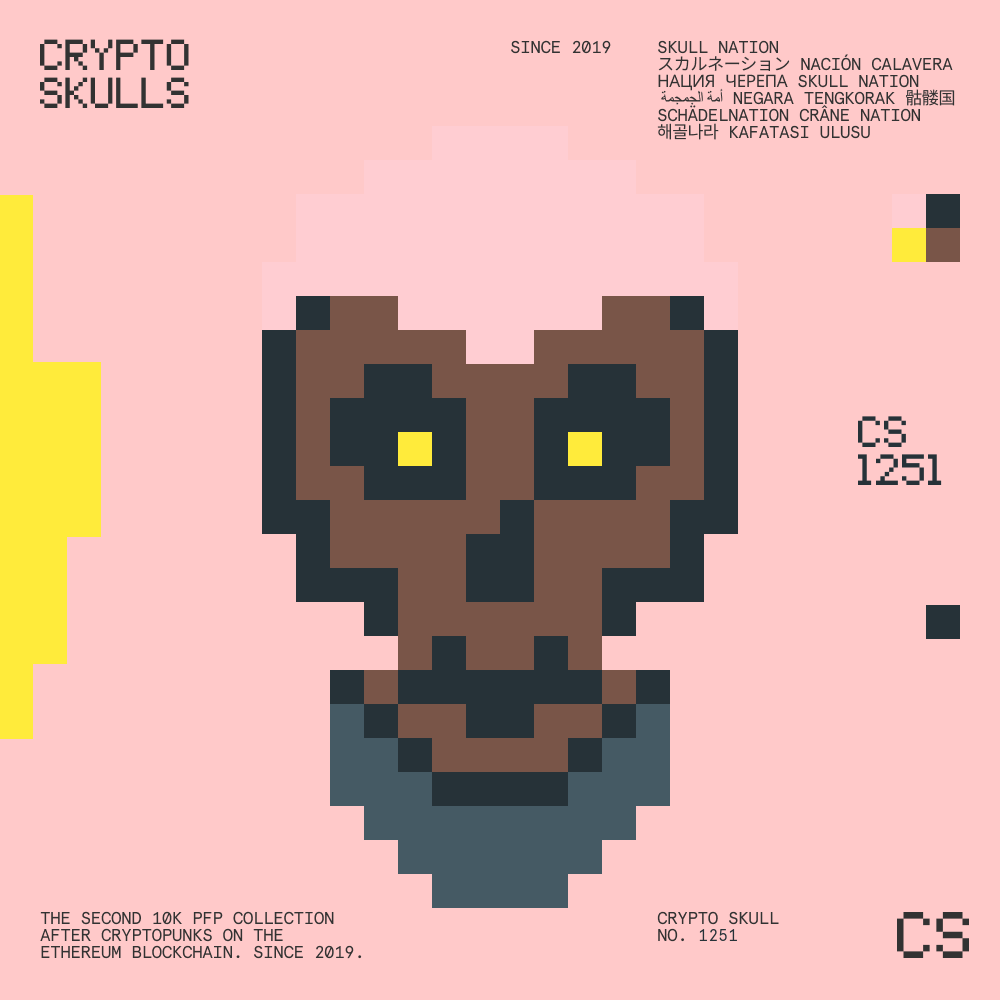 CRYPTO
SKULLS
SINCE 2019
SKULL NATION
スカルネーション NACIÓN CALAVERA
НАЦИЯ ЧЕРЕПА SKULL NATION
أمة الجمجمة NEGARA TENGKORAK 骷髅国
SCHÄDELNATION CRÂNE NATION
해골나라 KAFATASI ULUSU
CS
1251
THE SECOND 10K PFP COLLECTION
AFTER CRYPTOPUNKS ON THE
ETHEREUM BLOCKCHAIN. SINCE 2019.
CRYPTO SKULL
NO. 1251
CS